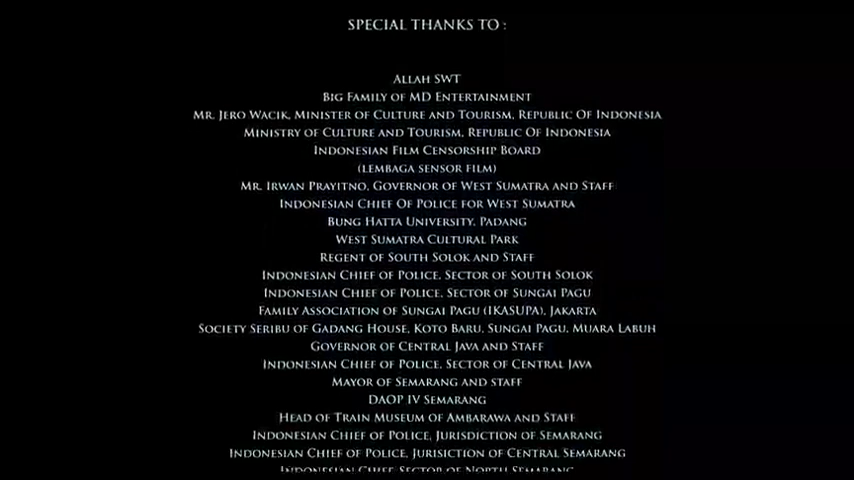 SPECIAL THANKS TO :
ALLAH SWT
BIG FAMILY OF MD ENTERTAINMENT
MR. JERO WACIK, MINISTER OF CULTURE AND TOURISM, REPUBLIC OF INDONESIA
MINISTRY OF CULTURE AND TOURISM, REPUBLIC OF INDONESIA
INDONESIAN FILM CENSORSHIP BOARD
(LEMBAGA SENSOR FILM)
MR. IRWAN PRAYITNO, GOVERNOR OF WEST SUMATRA AND STAFF
INDONESIAN CHIEF OF POLICE FOR WEST SUMATRA
BUNG HATTA UNIVERSITY, PADANG
WEST SUMATRA CULTURAL PARK
REGENT OF SOUTH SOLOK AND STAFF
INDONESIAN CHIEF OF POLICE, SECTOR OF SOUTH SOLOK
INDONESIAN CHIEF OF POLICE, SECTOR OF SUNGAI PAGU
FAMILY ASSOCIATION OF SUNGAI PAGU (IKASUPA), JAKARTA
SOCIETY SERIBU OF GADANG HOUSE, KOTO BARU, SUNGAI PAGU, MUARA LABUH
GOVERNOR OF CENTRAL JAVA AND STAFF
INDONESIAN CHIEF OF POLICE, SECTOR OF CENTRAL JAVA
MAYOR OF SEMARANG AND STAFF
DAOP IV SEMARANG
HEAD OF TRAIN MUSEUM OF AMBARAWA AND STAFF
INDONESIAN CHIEF OF POLICE, JURISDICTION OF SEMARANG
INDONESIAN CHIEF OF POLICE, JURISICTION OF CENTRAL SEMARANG
INDONESIAN CHIEF, SECTOR OF NORTH SEMARANG